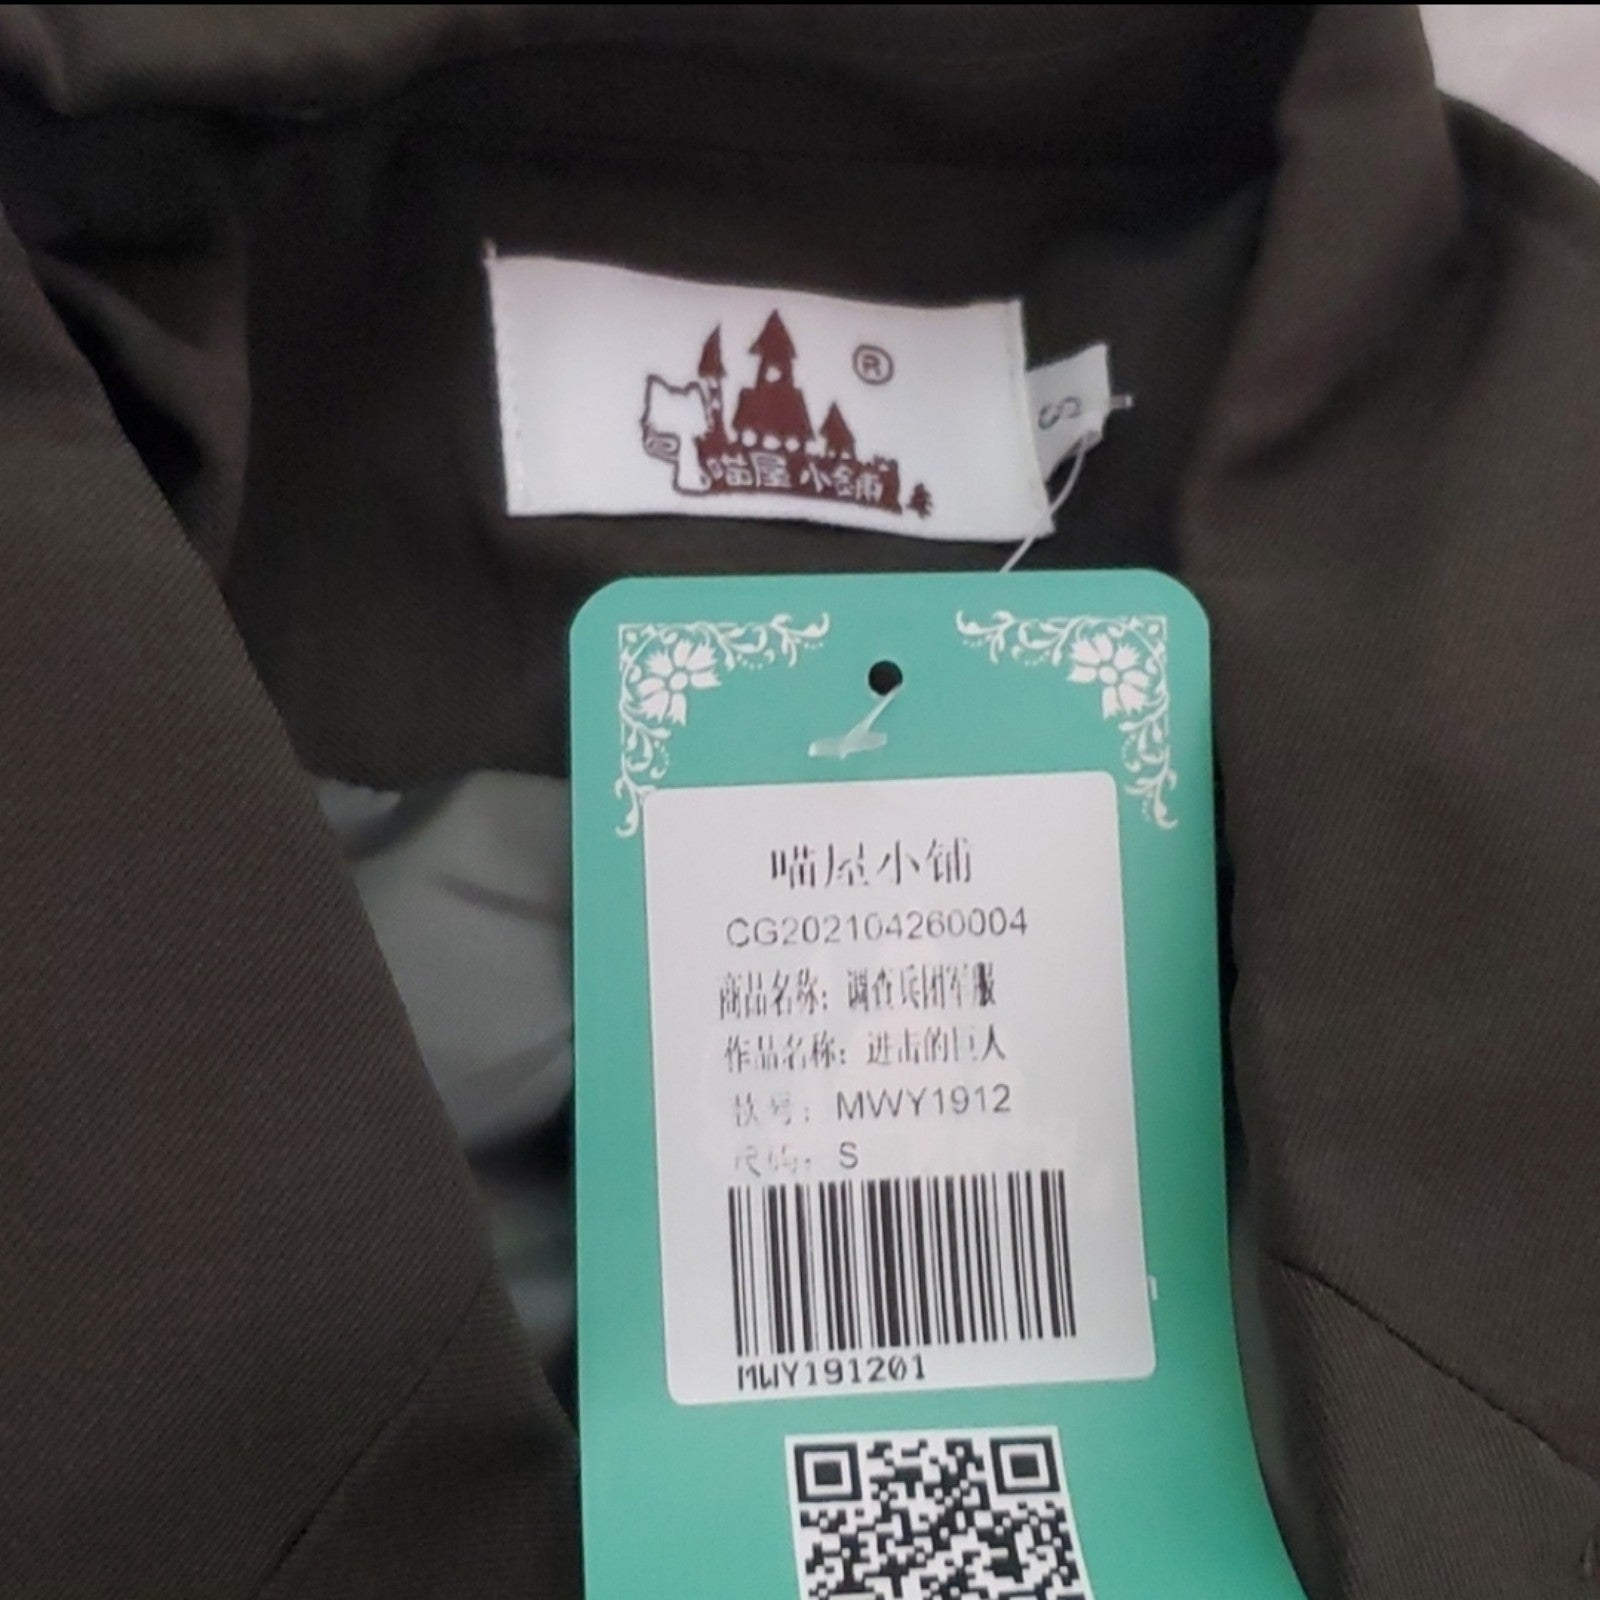 ®
喵屋小铺
S
喵屋小铺
CG202104260004
商品名称：调查兵团军服
作品名称：进击的巨人
款号：MWY1912
尺码：S
MWY191201